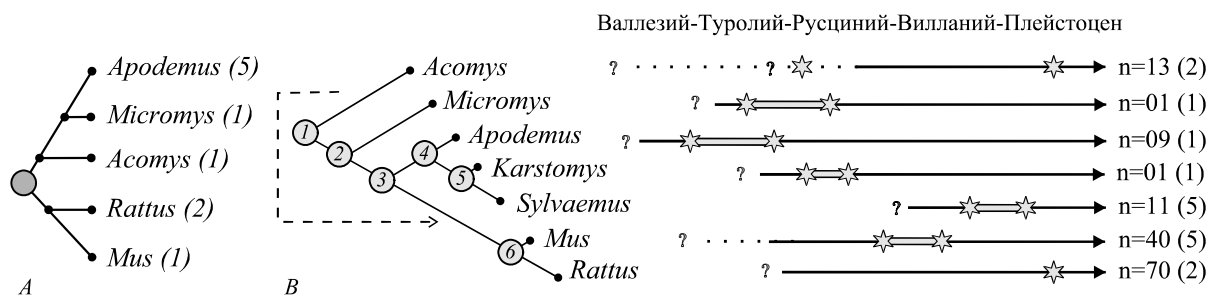 Валлезий-Туролий-Русциний-Вилланий-Плейстоцен
Apodemus (5)
Micromys (1)
Acomys (1)
Rattus (2)
Mus (1)
A
1
2
3
4
5
6
Acomys
Micromys
Apodemus
Karstomys
Sylvaemus
Mus
Rattus
B
? ? n=13 (2)
? n=01 (1)
? n=09 (1)
? n=01 (1)
? n=11 (5)
? n=40 (5)
? n=70 (2)